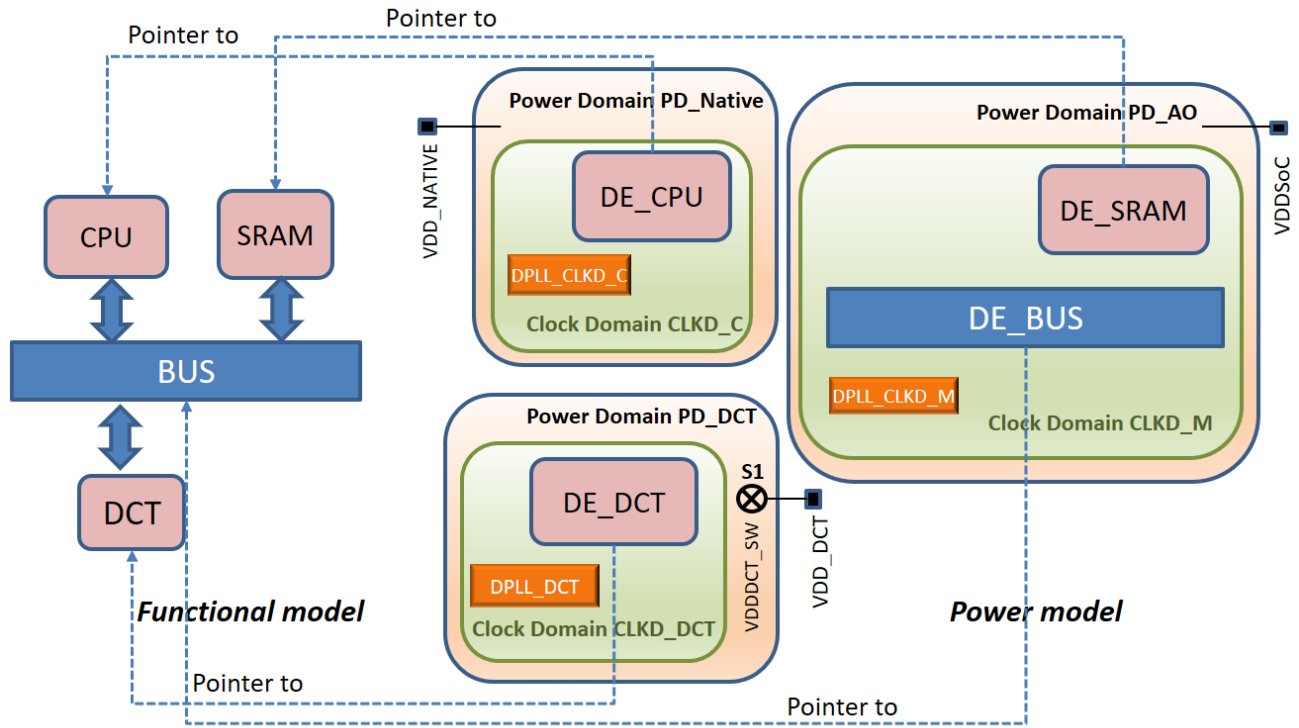 Pointer to
Pointer to
Power Domain PD_Native
Power Domain PD_AO
VDD_NATIVE
VDDSoC
DE_CPU
DE_SRAM
CPU
SRAM
DPLL_CLKD_C
Clock Domain CLKD_C
DE_BUS
BUS
DPLL_CLKD_M
Clock Domain CLKD_M
Power Domain PD_DCT
S1
DE_DCT
DCT
VDDDCT_SW
VDD_DCT
DPLL_DCT
Clock Domain CLKD_DCT
Functional model
Power model
Pointer to
Pointer to